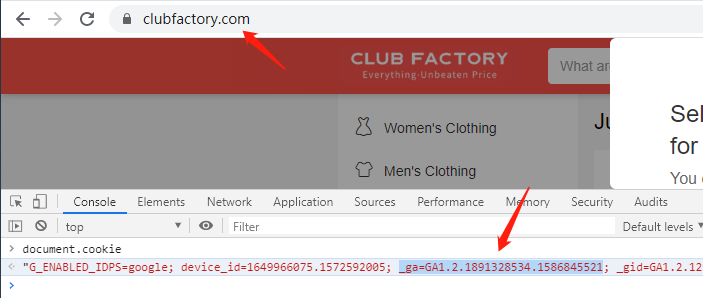 clubfactory.com
CLUB FACTORY
Everything·Unbeaten Price
What are
Women's Clothing
Men's Clothing
Ju
Sel
for
You
Console Elements Network Application Sources Performance Memory Security Audits
top Filter Default levels
document.cookie
"G_ENABLED_IDPS=google; device_id=1649966075.1572592005; _ga=GA1.2.1891328534.1586845521; _gid=GA1.2.12